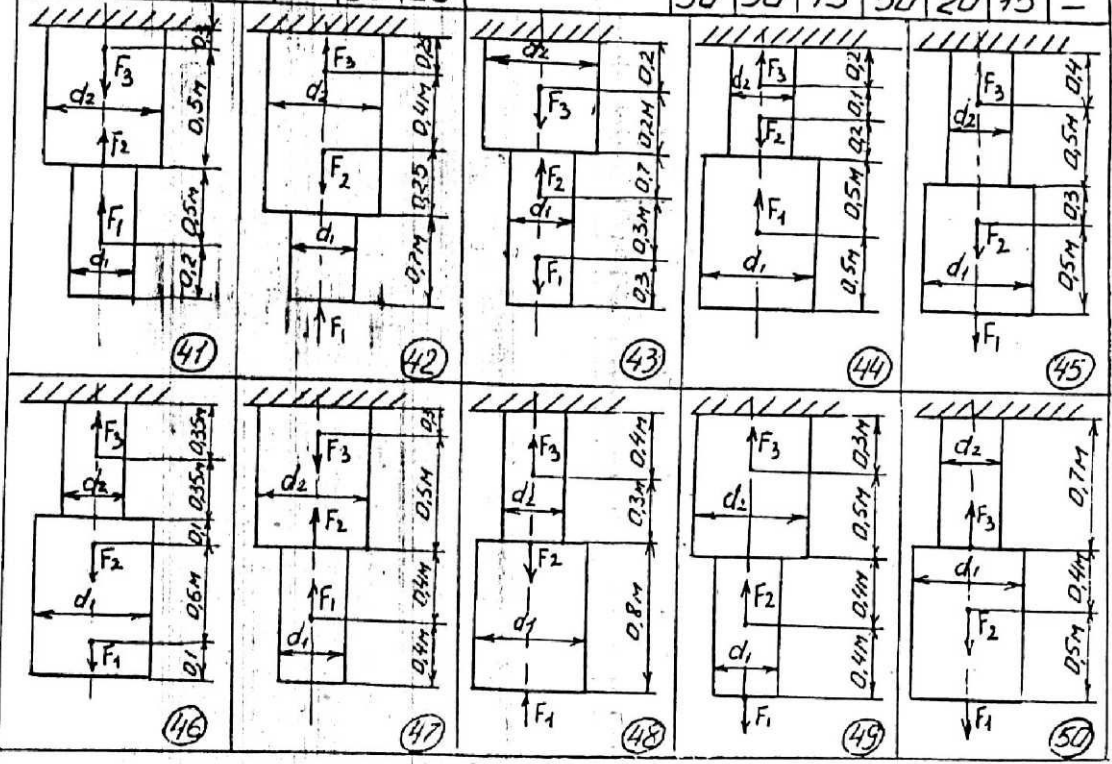 50 50 15 50 20 15 –
0,3
F₃
d₂
0,5м
F₂
F₁
0,5м
d₁
0,2
41
F₃
d₂
0,4м
F₂
0,25
d₁
0,7м
F₁
42
d₂
0,2
F₃
0,2м
F₂
0,7
d₁
0,3м
F₁
0,3
43
F₃
0,2
d₂
0,1
F₂
0,2
F₁
0,5м
d₁
0,5м
44
F₃
0,4
d₂
0,5м
0,3
F₂
d₁
0,5м
F₁
45
F₃
0,35м
d₂
0,35м
0,1
F₂
d₁
0,6м
F₁
0,1
46
0,3
F₃
d₂
0,5м
F₂
F₁
0,4м
d₁
0,4м
47
F₃
0,4м
d₂
0,3м
F₂
d₁
0,8м
F₁
48
F₃
0,3м
d₂
0,5м
F₂
0,4м
d₁
0,4м
F₁
49
d₂
0,7м
F₃
d₁
0,4м
F₂
0,5м
F₁
50